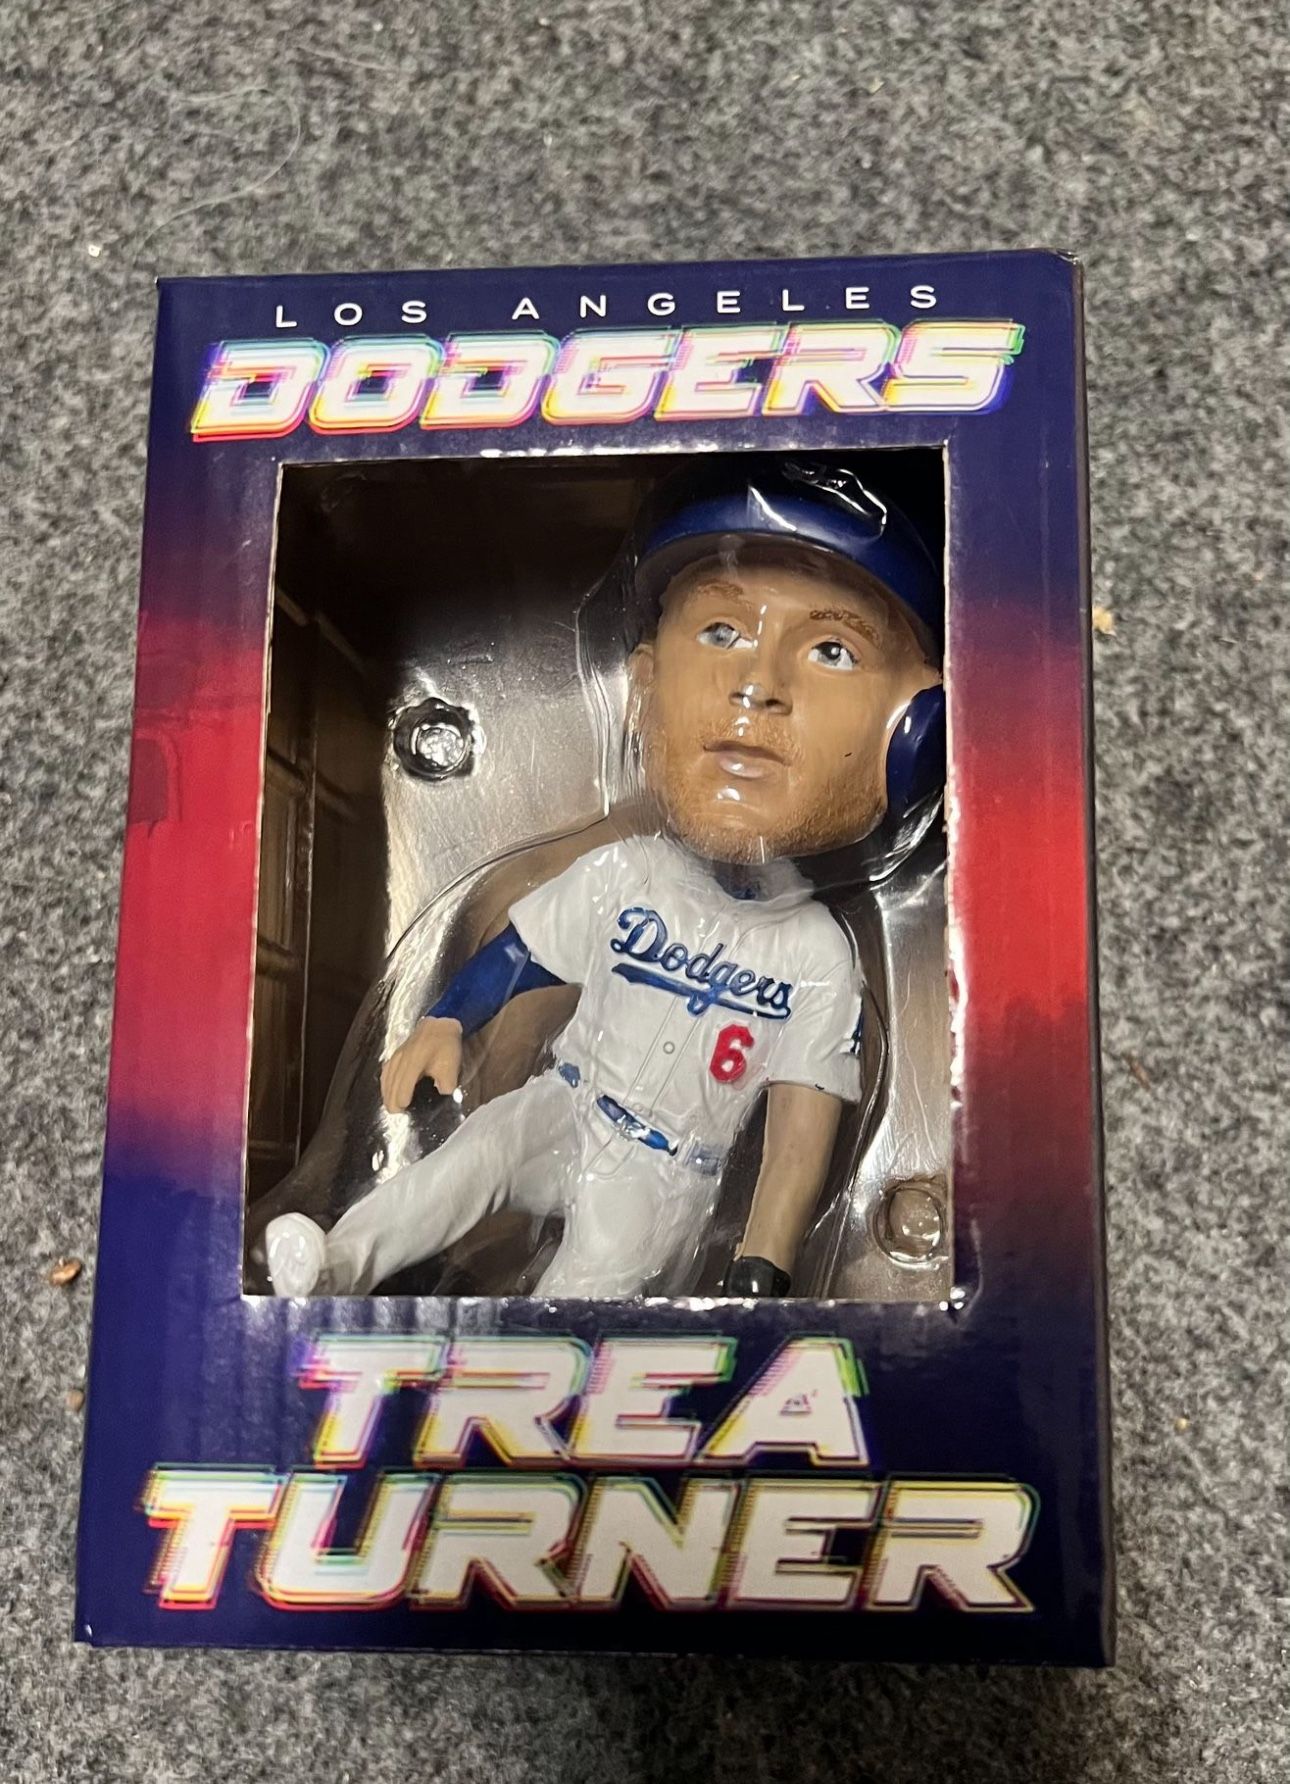 LOS ANGELES
DODGERS
Dodgers
6
TREA
TURNER